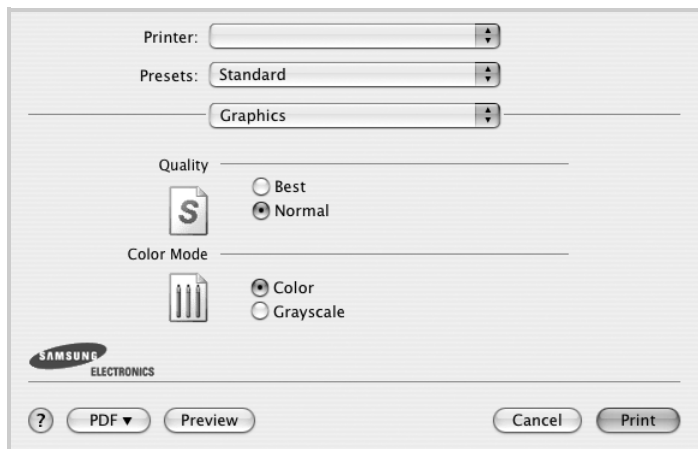 Printer:
Presets: Standard
Graphics
Quality
Best
S
Normal
Color Mode
Color
Grayscale
SAMSUNG
ELECTRONICS
? PDF▼ Preview Cancel Print